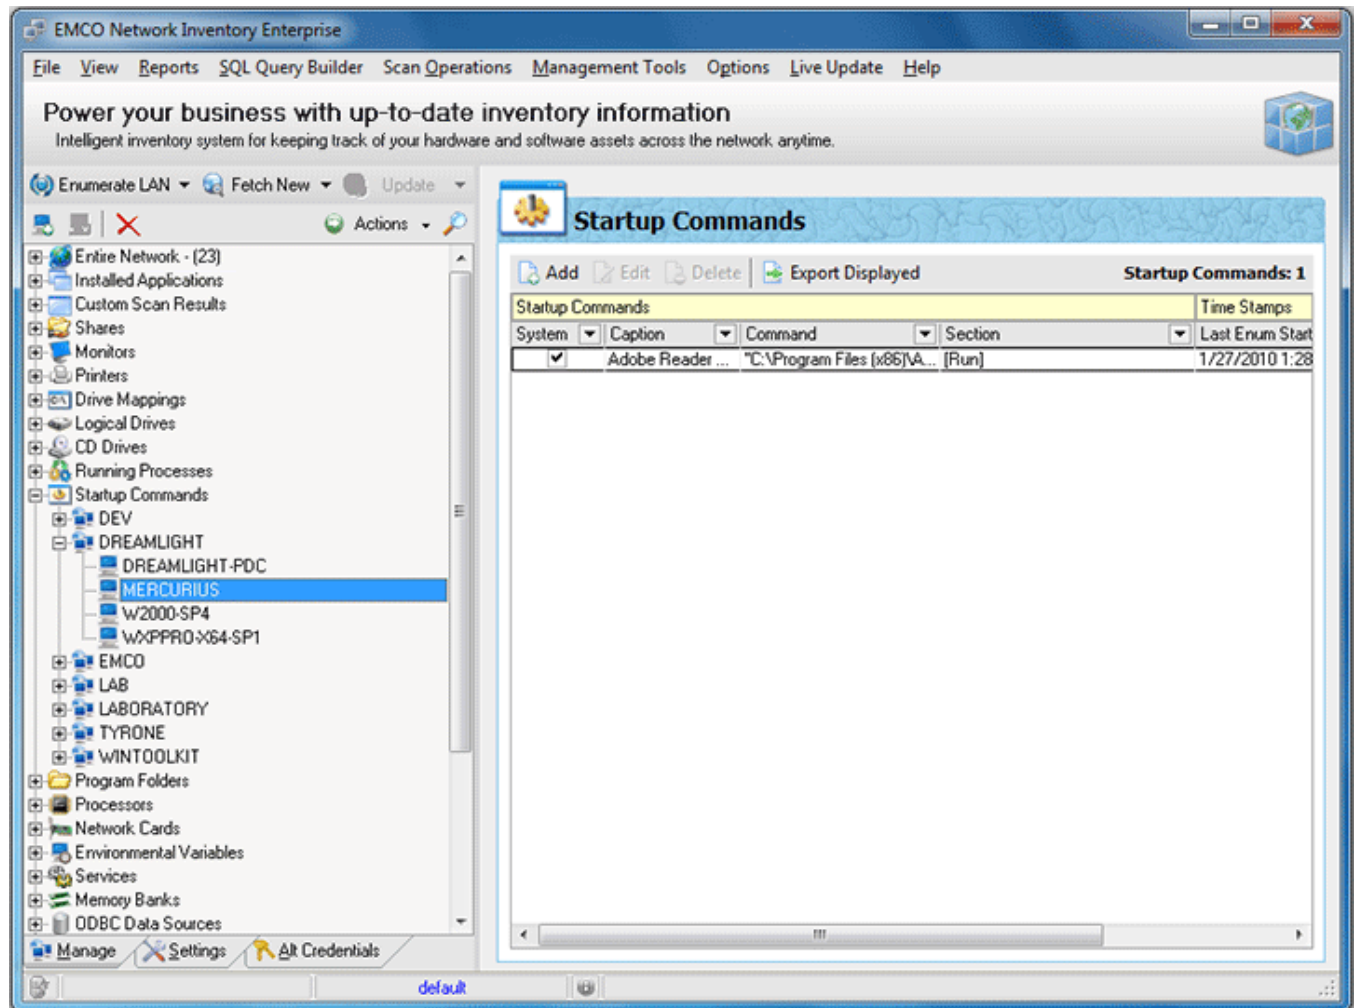 EMCO Network Inventory Enterprise
File View Reports SQL Query Builder Scan Operations Management Tools Options Live Update Help
Power your business with up-to-date inventory information
Intelligent inventory system for keeping track of your hardware and software assets across the network anytime.
Enumerate LAN Fetch New Update
Actions
Entire Network - (23)
Installed Applications
Custom Scan Results
Shares
Monitors
Printers
Drive Mappings
Logical Drives
CD Drives
Running Processes
Startup Commands
DEV
DREAMLIGHT
DREAMLIGHT-PDC
MERCURIUS
W2000-SP4
WXPPRO-X64-SP1
EMCO
LAB
LABORATORY
TYRONE
WINTOOLKIT
Program Folders
Processors
Network Cards
Environmental Variables
Services
Memory Banks
ODBC Data Sources
Manage Settings Alt Credentials
Startup Commands
Add Edit Delete Export Displayed Startup Commands: 1
Startup Commands Time Stamps
System Caption Command Section Last Enum Start
Adobe Reader ... "C:\Program Files (x86)\A... [Run] 1/27/2010 1:28
default